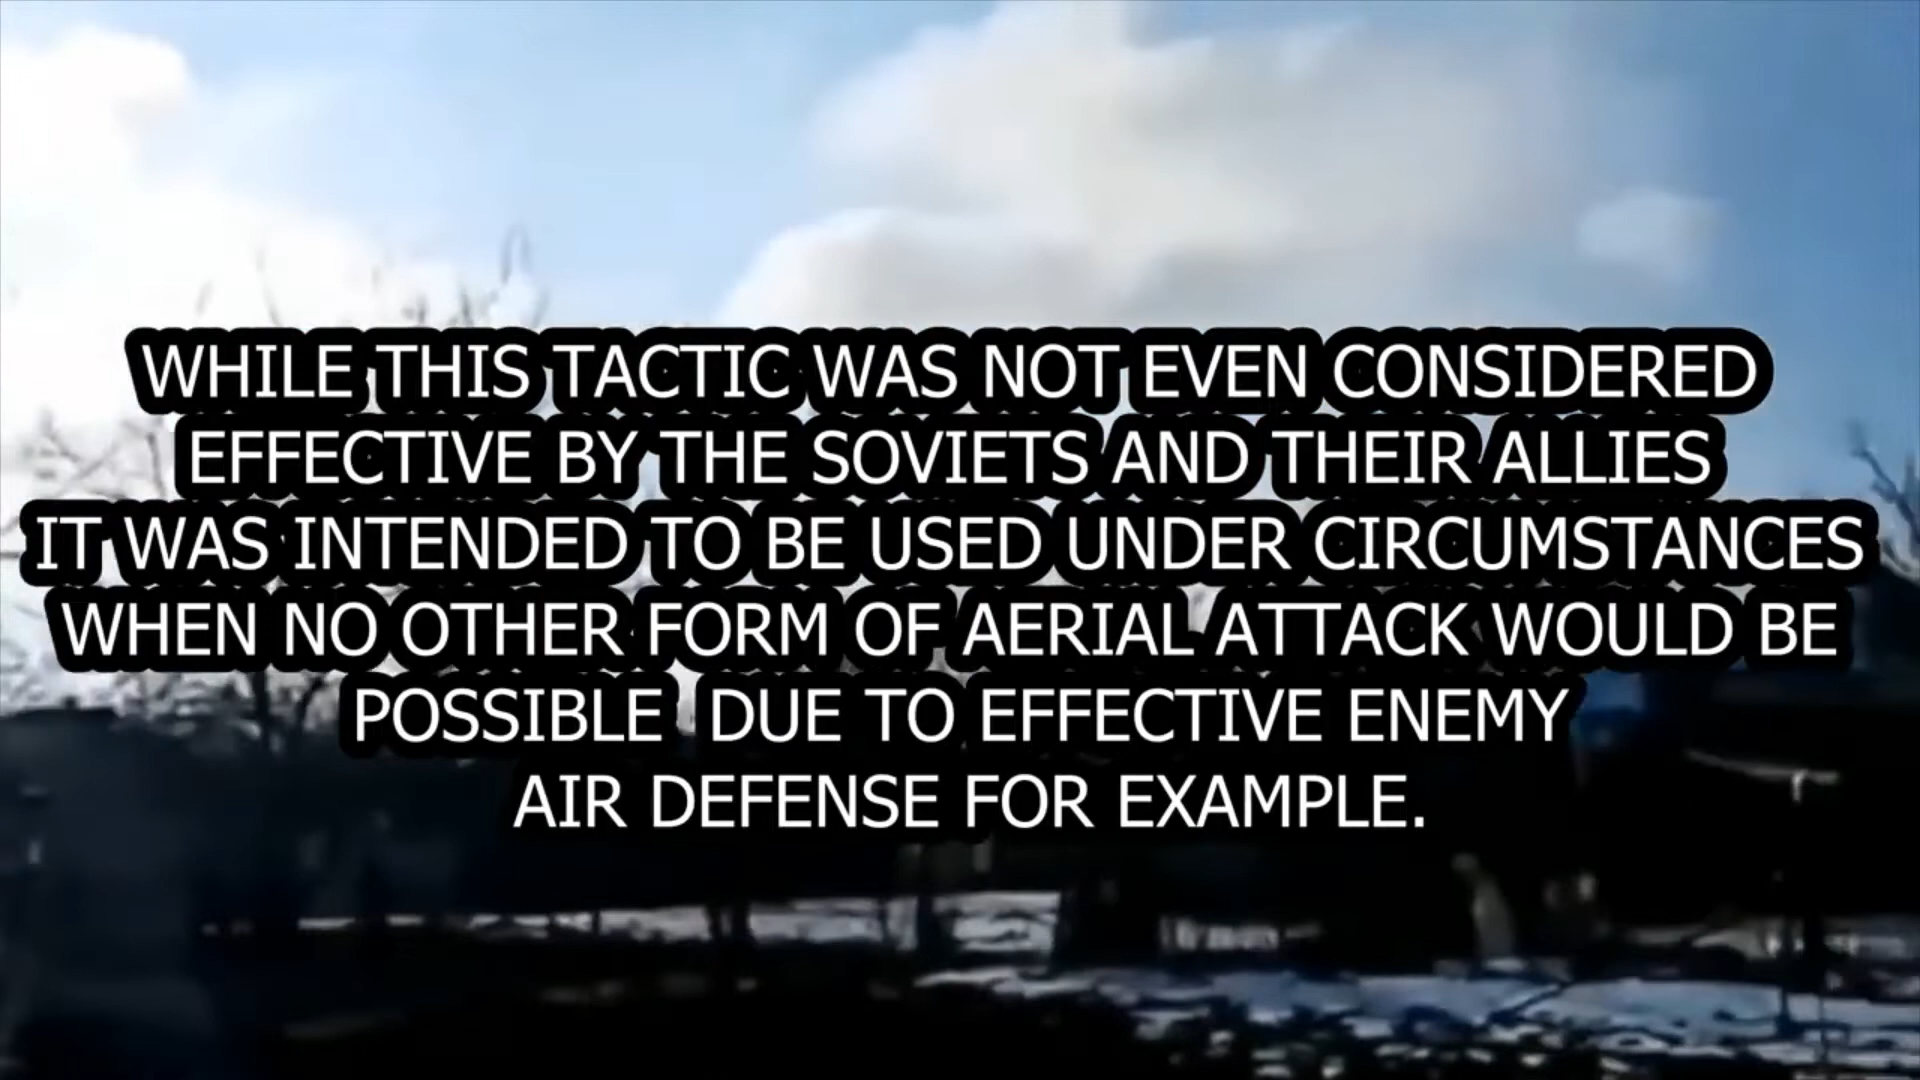 WHILE THIS TACTIC WAS NOT EVEN CONSIDERED
EFFECTIVE BY THE SOVIETS AND THEIR ALLIES
IT WAS INTENDED TO BE USED UNDER CIRCUMSTANCES
WHEN NO OTHER FORM OF AERIAL ATTACK WOULD BE
POSSIBLE  DUE TO EFFECTIVE ENEMY
AIR DEFENSE FOR EXAMPLE.